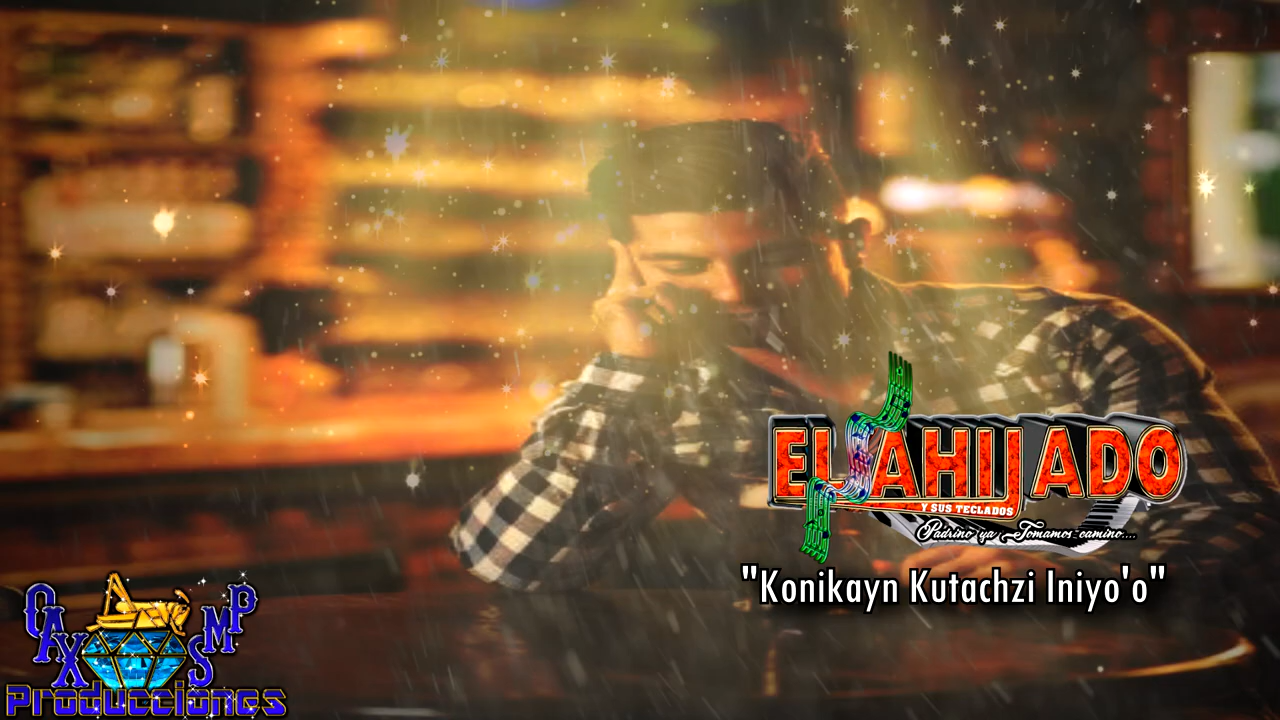 EL AHIJADO
Y SUS TECLADOS
Padrino ya Tomamos camino....
"Konikayn Kutachzi Iniyo'o"
OAX SMP
Producciones